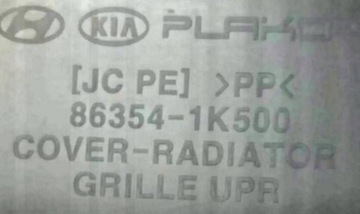 KIA PLAKOR
[JC PE] >PP<
86354-1K500
COVER-RADIATOR
GRILLE UPR